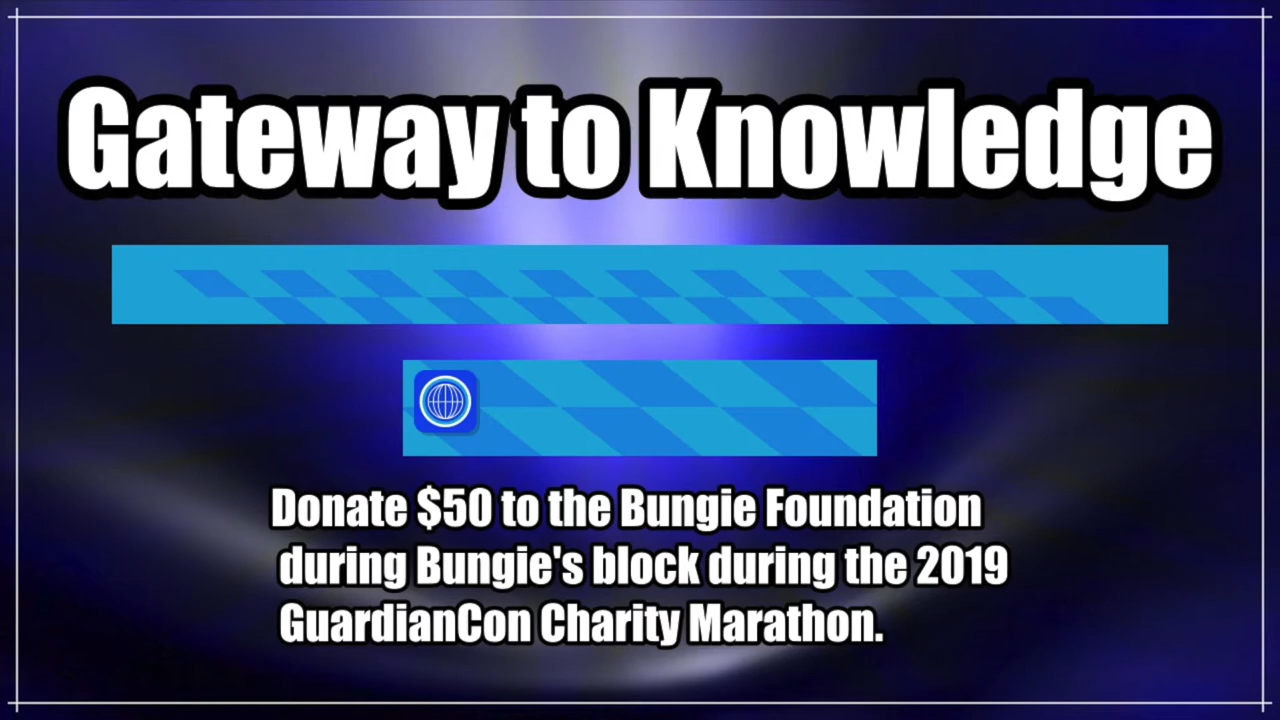 Gateway to Knowledge
Donate $50 to the Bungie Foundation
during Bungie's block during the 2019
GuardianCon Charity Marathon.